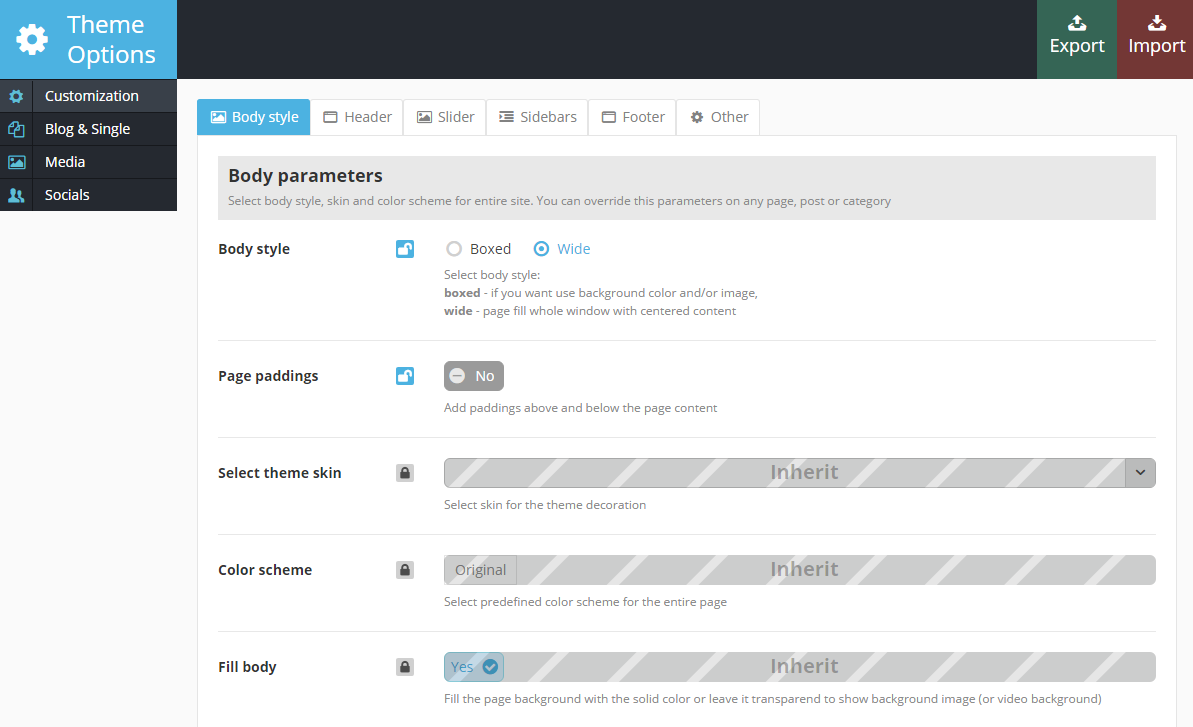 Theme
Options
Export
Import
Customization
Blog & Single
Media
Socials
Body style
Header
Slider
Sidebars
Footer
Other
Body parameters
Select body style, skin and color scheme for entire site. You can override this parameters on any page, post or category
Body style
Boxed
Wide
Select body style:
boxed - if you want use background color and/or image,
wide - page fill whole window with centered content
Page paddings
No
Add paddings above and below the page content
Select theme skin
Inherit
Select skin for the theme decoration
Color scheme
Original
Inherit
Select predefined color scheme for the entire page
Fill body
Yes
Inherit
Fill the page background with the solid color or leave it transparend to show background image (or video background)